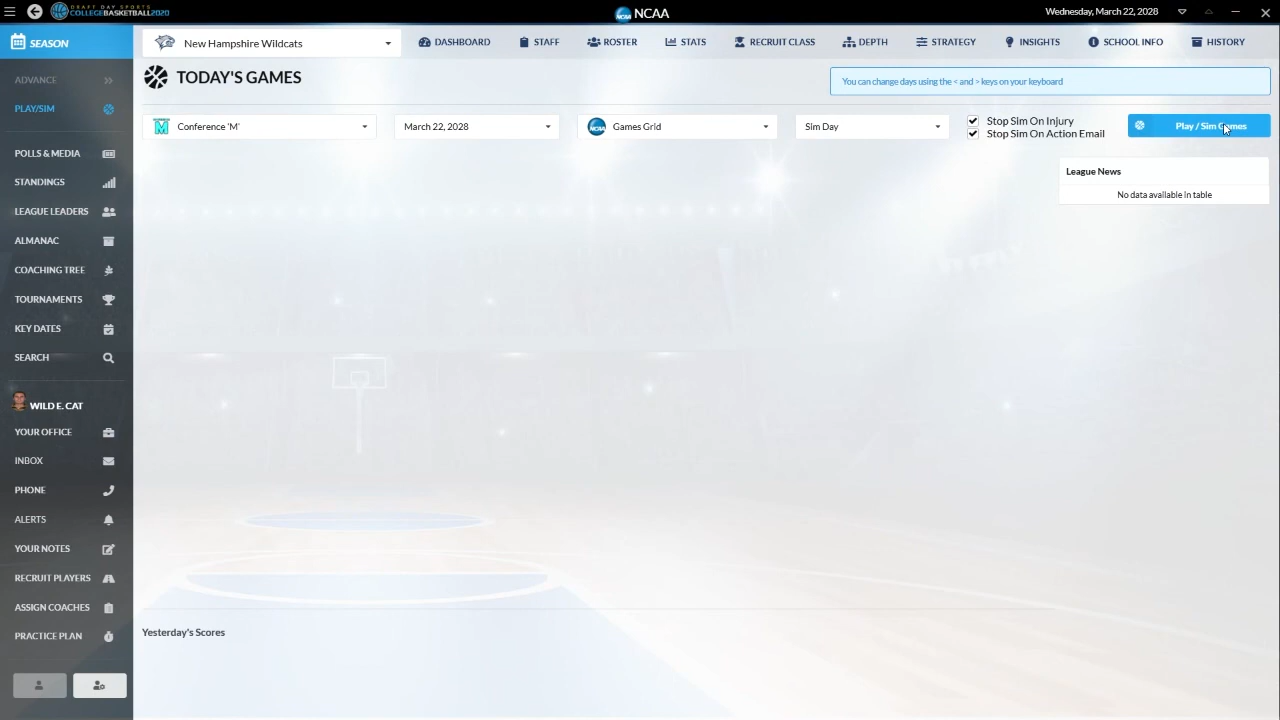 DRAFT DAY SPORTS
COLLEGEBASKETBALL2020
NCAA
Wednesday, March 22, 2028
SEASON
New Hampshire Wildcats
DASHBOARD
STAFF
ROSTER
STATS
RECRUIT CLASS
DEPTH
STRATEGY
INSIGHTS
SCHOOL INFO
HISTORY
ADVANCE
PLAY/SIM
POLLS & MEDIA
STANDINGS
LEAGUE LEADERS
ALMANAC
COACHING TREE
TOURNAMENTS
KEY DATES
SEARCH
WILD E. CAT
YOUR OFFICE
INBOX
PHONE
ALERTS
YOUR NOTES
RECRUIT PLAYERS
ASSIGN COACHES
PRACTICE PLAN
TODAY'S GAMES
You can change days using the < and > keys on your keyboard
Conference 'M'
March 22, 2028
Games Grid
Sim Day
Stop Sim On Injury
Stop Sim On Action Email
Play / Sim Games
League News
No data available in table
Yesterday's Scores